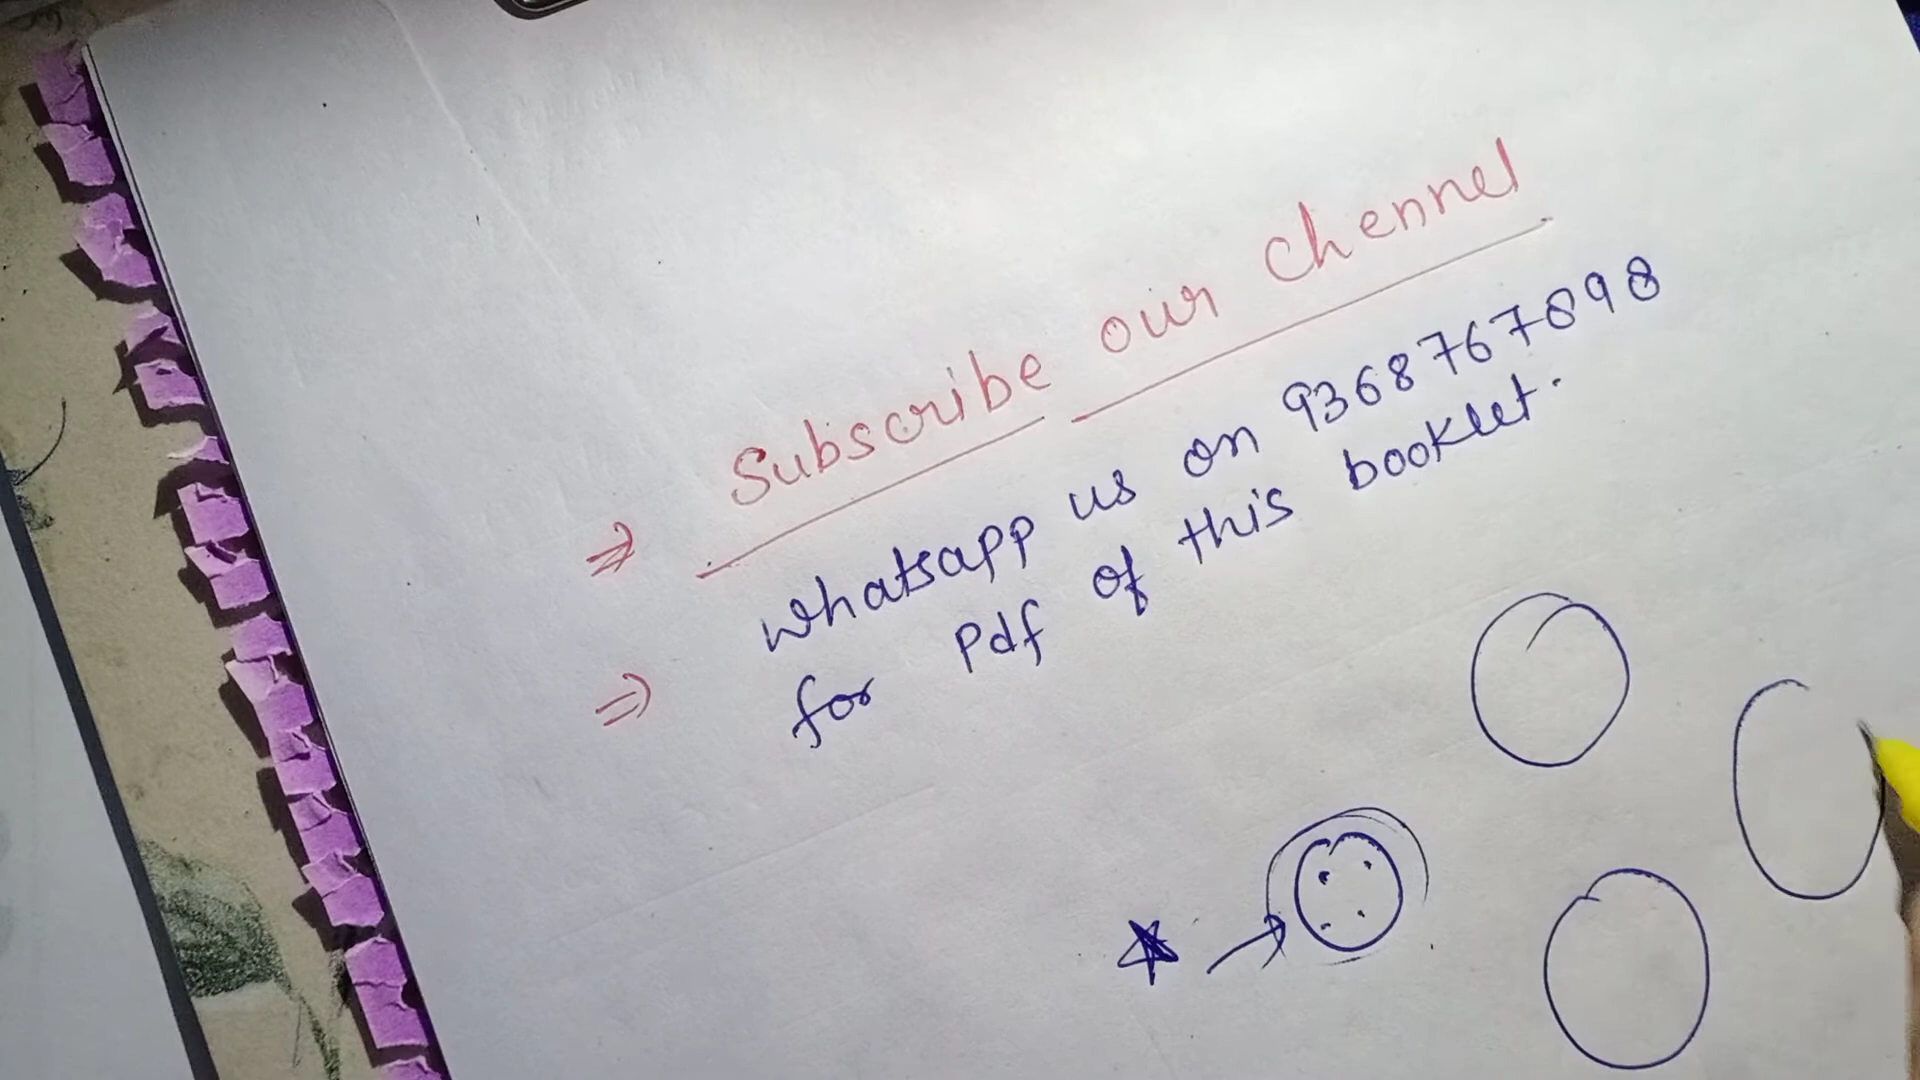 ⇒ Subscribe our chennel
⇒ whatsapp us on 9368767898
for Pdf of this booklet.